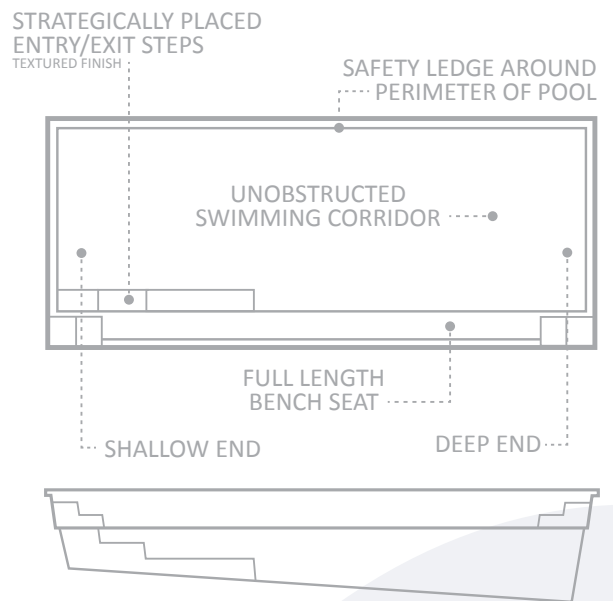 STRATEGICALLY PLACED
ENTRY/EXIT STEPS
TEXTURED FINISH
SAFETY LEDGE AROUND
PERIMETER OF POOL
UNOBSTRUCTED
SWIMMING CORRIDOR
FULL LENGTH
BENCH SEAT
SHALLOW END
DEEP END